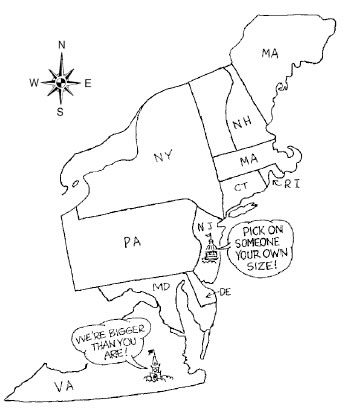 N
W E
S
MA
NH
NY
MA
CT
RI
NJ
PICK ON
SOMEONE
YOUR OWN
SIZE!
PA
MD
DE
WE'RE BIGGER
THAN YOU
ARE!
VA